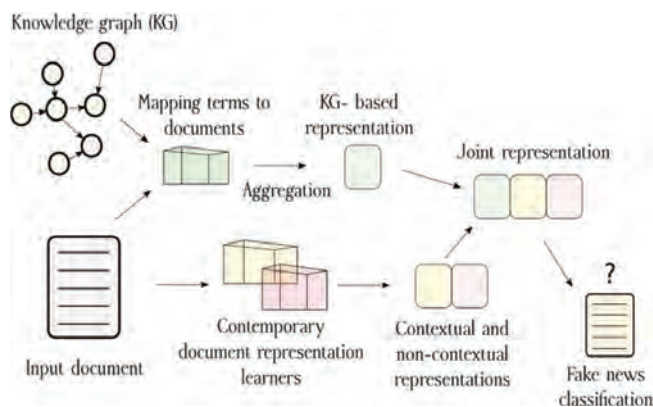 Knowledge graph (KG)
Mapping terms to
documents
KG- based
representation
Aggregation
Joint representation
Input document
Contemporary
document representation
learners
Contextual and
non-contextual
representations
?
Fake news
classification